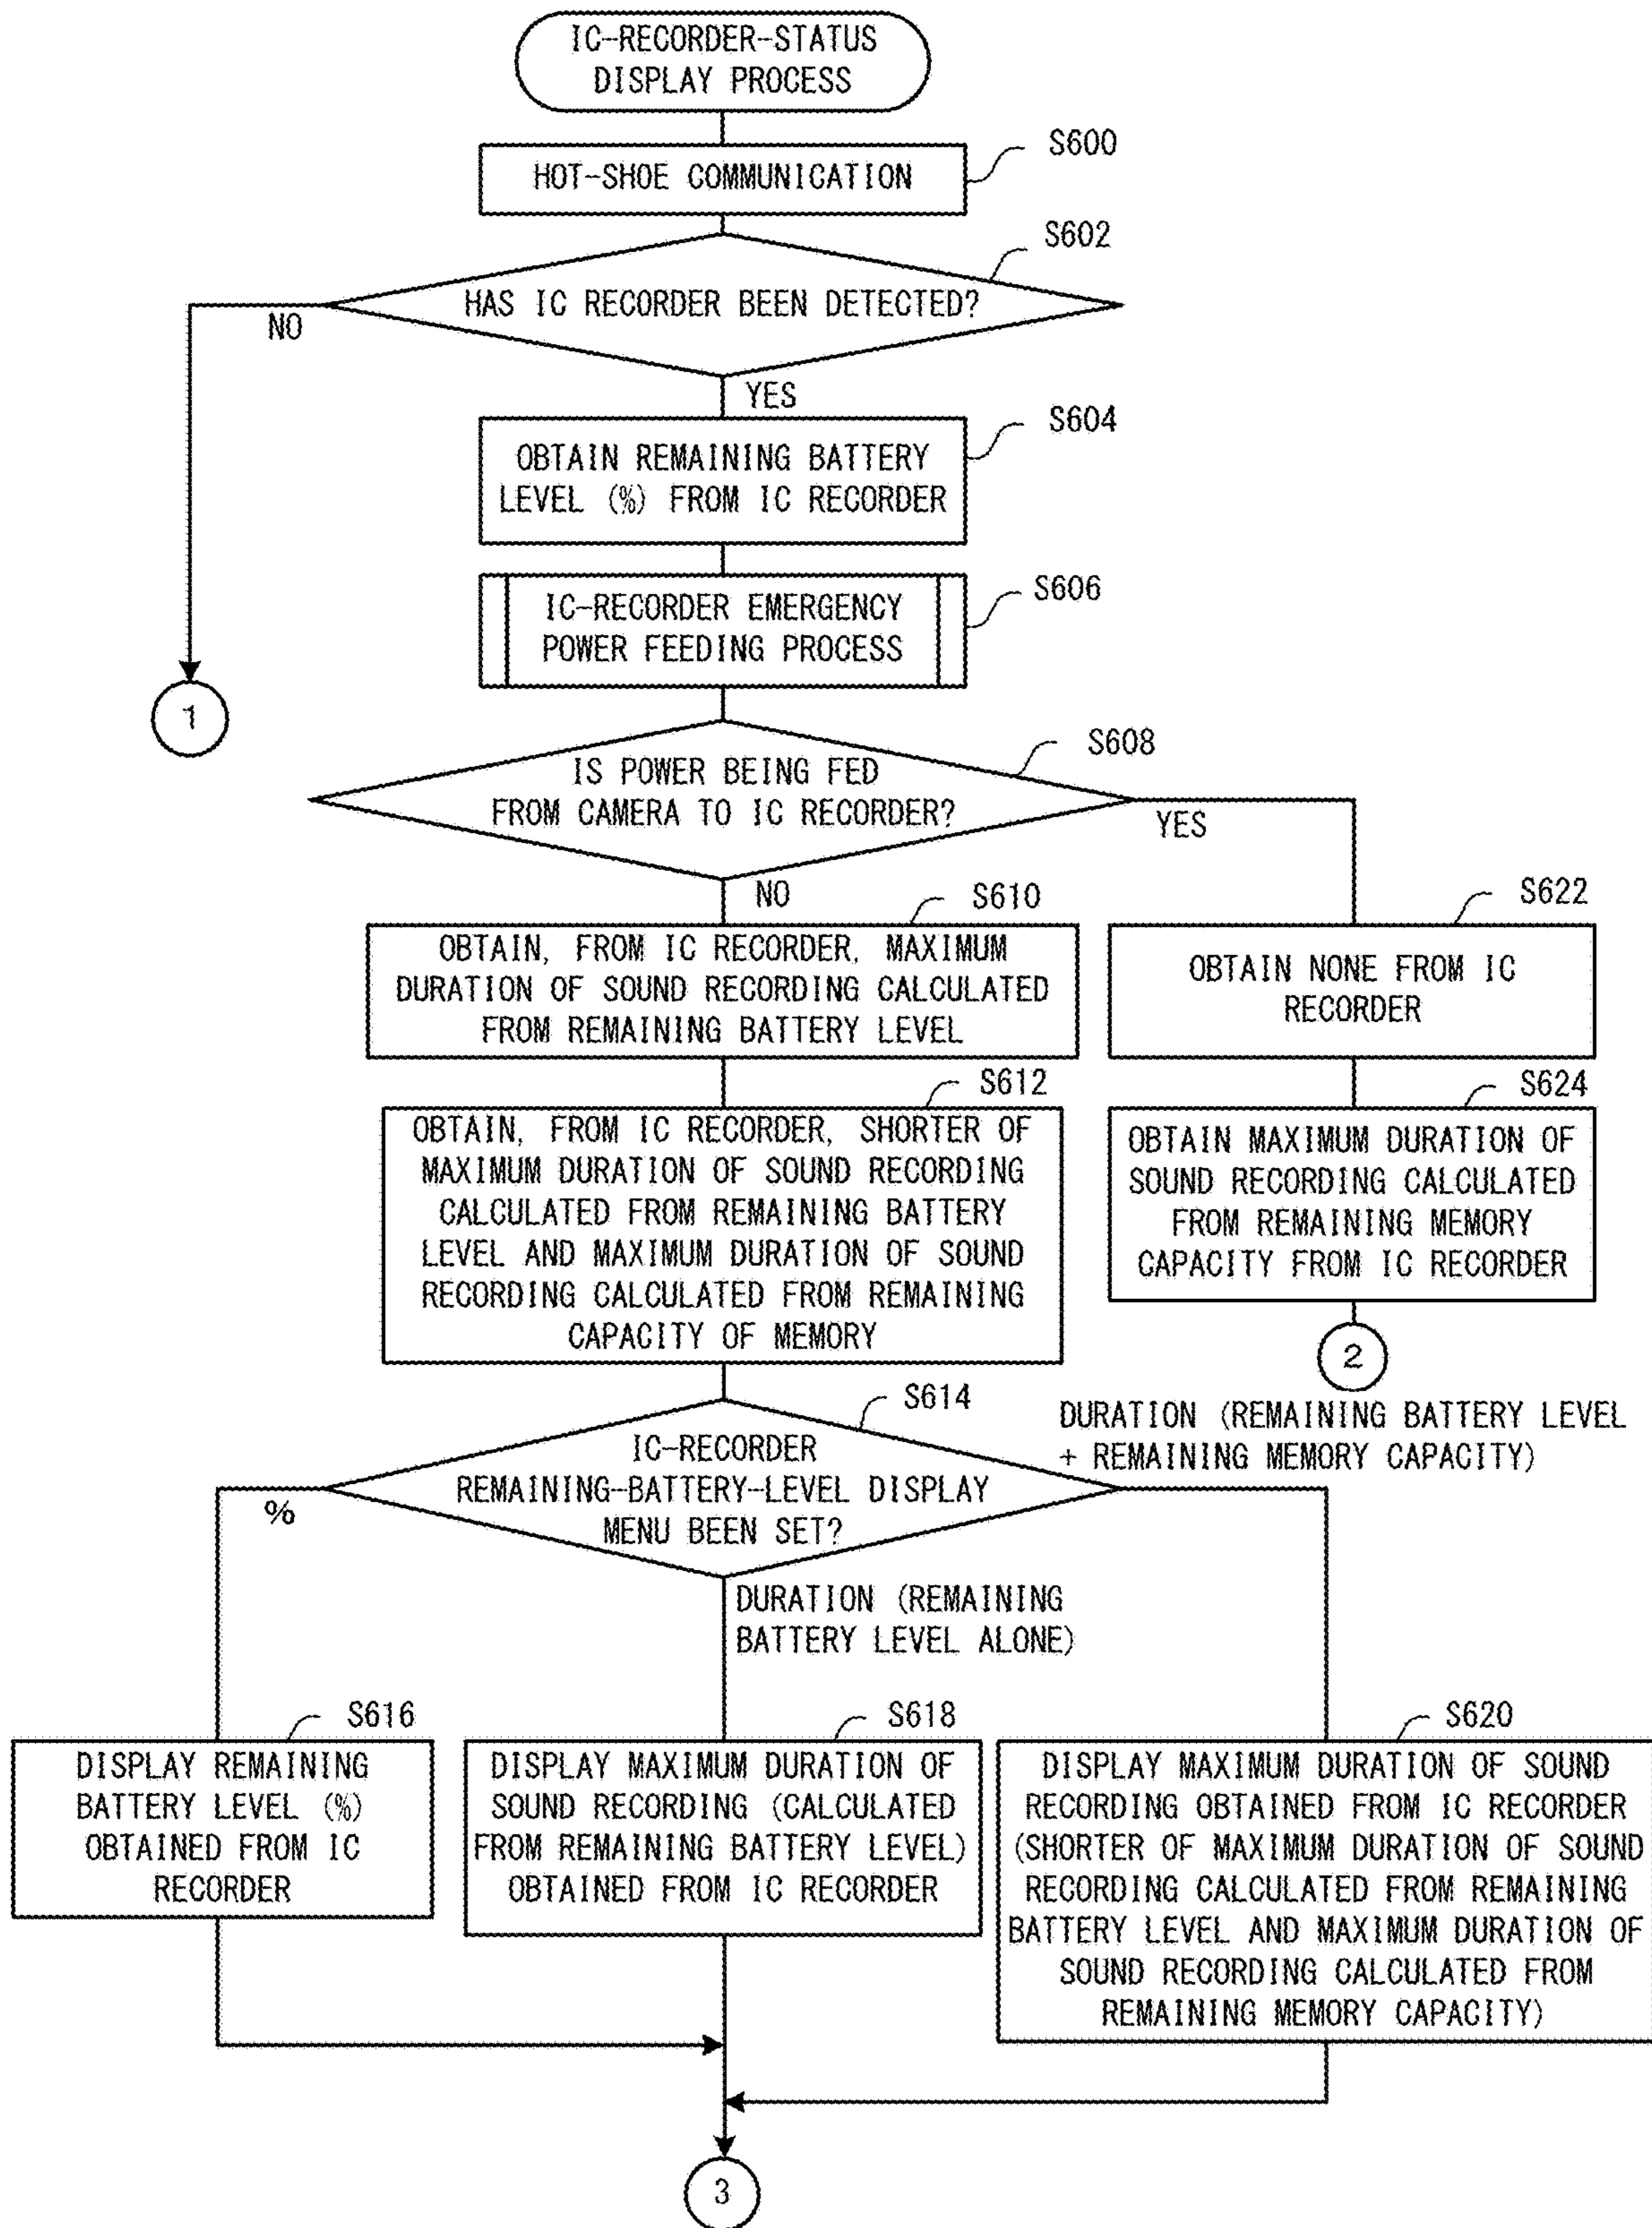 IC-RECORDER-STATUS
DISPLAY PROCESS
S600
HOT-SHOE COMMUNICATION
S602
HAS IC RECORDER BEEN DETECTED?
NO
YES
S604
OBTAIN REMAINING BATTERY
LEVEL (%) FROM IC RECORDER
S606
IC-RECORDER EMERGENCY
POWER FEEDING PROCESS
1
S608
IS POWER BEING FED
FROM CAMERA TO IC RECORDER?
YES
NO
S610
OBTAIN, FROM IC RECORDER, MAXIMUM
DURATION OF SOUND RECORDING CALCULATED
FROM REMAINING BATTERY LEVEL
S622
OBTAIN NONE FROM IC
RECORDER
S612
OBTAIN, FROM IC RECORDER, SHORTER OF
MAXIMUM DURATION OF SOUND RECORDING
CALCULATED FROM REMAINING BATTERY
LEVEL AND MAXIMUM DURATION OF SOUND
RECORDING CALCULATED FROM REMAINING
CAPACITY OF MEMORY
S624
OBTAIN MAXIMUM DURATION OF
SOUND RECORDING CALCULATED
FROM REMAINING MEMORY
CAPACITY FROM IC RECORDER
2
S614
IC-RECORDER
REMAINING-BATTERY-LEVEL DISPLAY
MENU BEEN SET?
DURATION (REMAINING BATTERY LEVEL
+ REMAINING MEMORY CAPACITY)
%
DURATION (REMAINING
BATTERY LEVEL ALONE)
S616
DISPLAY REMAINING
BATTERY LEVEL (%)
OBTAINED FROM IC
RECORDER
S618
DISPLAY MAXIMUM DURATION OF
SOUND RECORDING (CALCULATED
FROM REMAINING BATTERY LEVEL)
OBTAINED FROM IC RECORDER
S620
DISPLAY MAXIMUM DURATION OF SOUND
RECORDING OBTAINED FROM IC RECORDER
(SHORTER OF MAXIMUM DURATION OF SOUND
RECORDING CALCULATED FROM REMAINING
BATTERY LEVEL AND MAXIMUM DURATION OF
SOUND RECORDING CALCULATED FROM
REMAINING MEMORY CAPACITY)
3